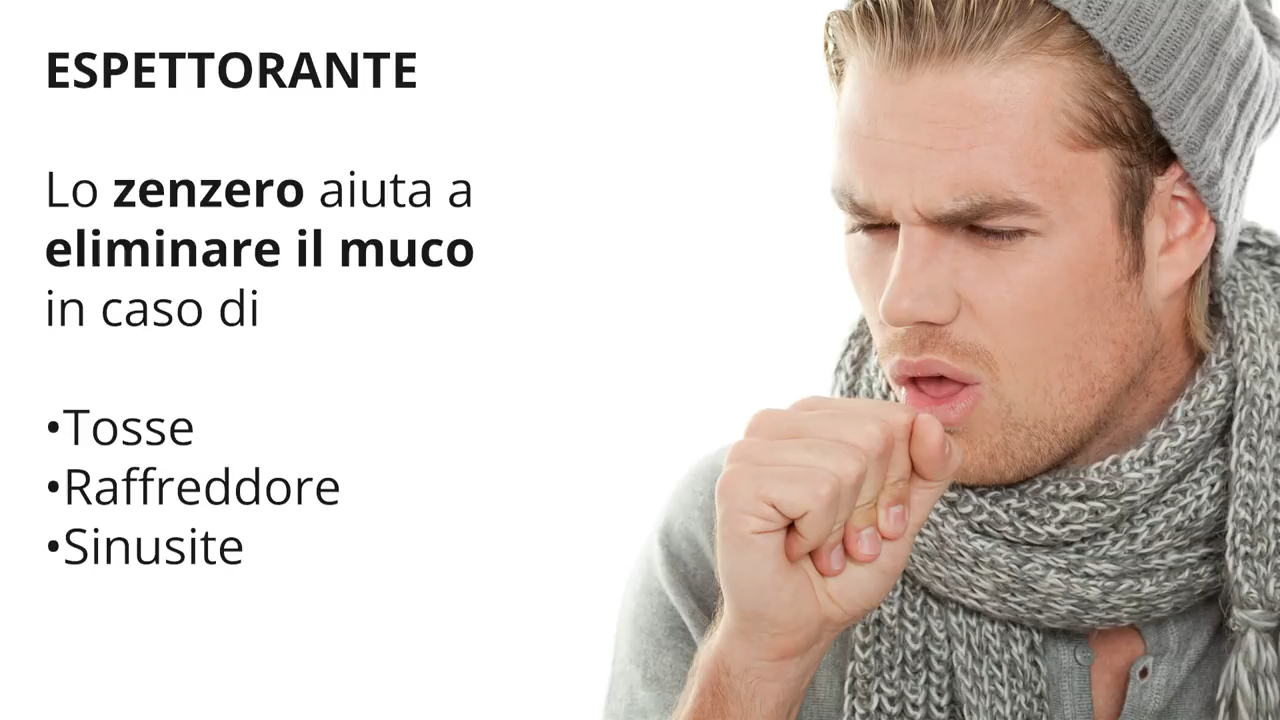 ESPETTORANTE
Lo zenzero aiuta a
eliminare il muco
in caso di
•Tosse
•Raffreddore
•Sinusite